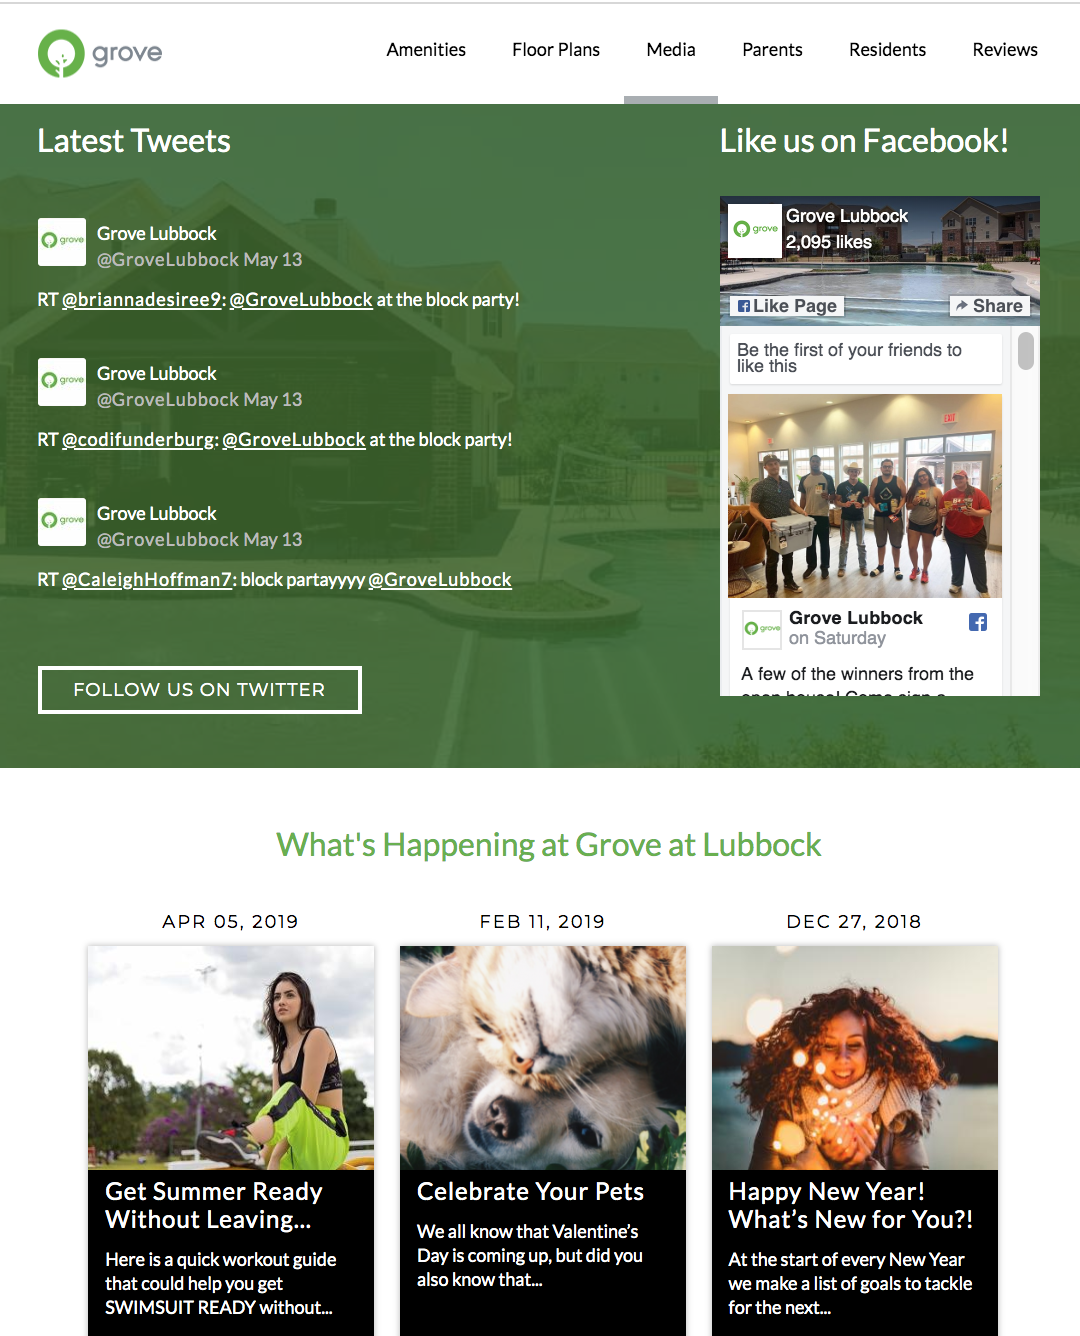 grove
Amenities
Floor Plans
Media
Parents
Residents
Reviews
Latest Tweets
grove
Grove Lubbock
@GroveLubbock May 13
RT @briannadesiree9: @GroveLubbock at the block party!
grove
Grove Lubbock
@GroveLubbock May 13
RT @codifunderburg: @GroveLubbock at the block party!
grove
Grove Lubbock
@GroveLubbock May 13
RT @CaleighHoffman7: block partayyyy @GroveLubbock
FOLLOW US ON TWITTER
Like us on Facebook!
grove
Grove Lubbock
2,095 likes
Like Page
Share
Be the first of your friends to
like this
EXIT
grove
Grove Lubbock
on Saturday
A few of the winners from the
open house! Come sign a
What's Happening at Grove at Lubbock
APR 05, 2019
Get Summer Ready
Without Leaving...
Here is a quick workout guide
that could help you get
SWIMSUIT READY without...
FEB 11, 2019
Celebrate Your Pets
We all know that Valentine’s
Day is coming up, but did you
also know that...
DEC 27, 2018
Happy New Year!
What’s New for You?!
At the start of every New Year
we make a list of goals to tackle
for the next...